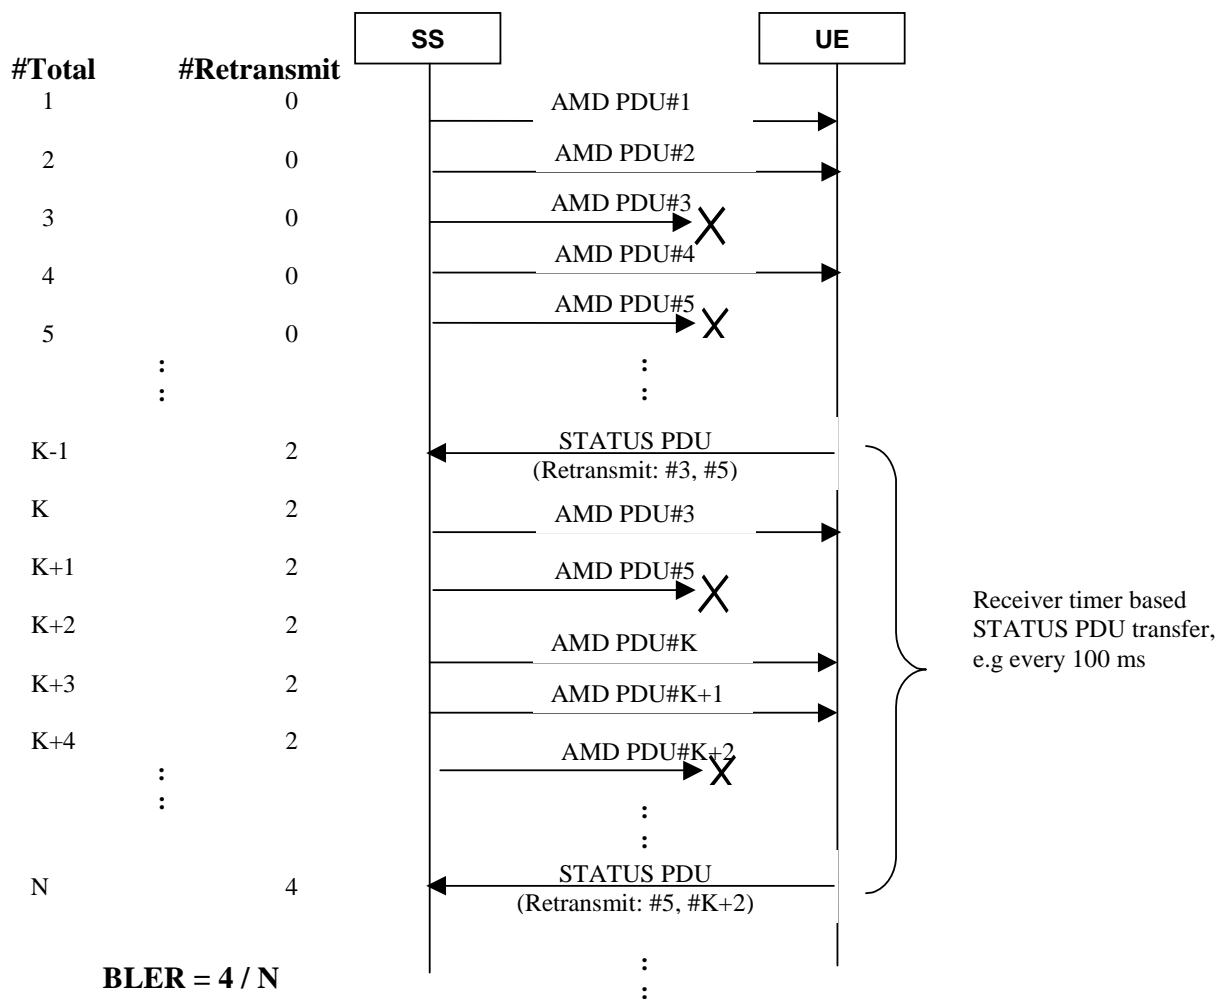 SS UE
#Total #Retransmit
1 0 AMD PDU#1
2 0 AMD PDU#2
3 0 AMD PDU#3
4 0 AMD PDU#4
5 0 AMD PDU#5
: :
: :
K-1 2 STATUS PDU
(Retransmit: #3, #5)
K 2 AMD PDU#3
K+1 2 AMD PDU#5
K+2 2 AMD PDU#K
K+3 2 AMD PDU#K+1
K+4 2 AMD PDU#K+2
: :
: :
Receiver timer based
STATUS PDU transfer,
e.g every 100 ms
N 4 STATUS PDU
(Retransmit: #5, #K+2)
BLER = 4 / N
:
: